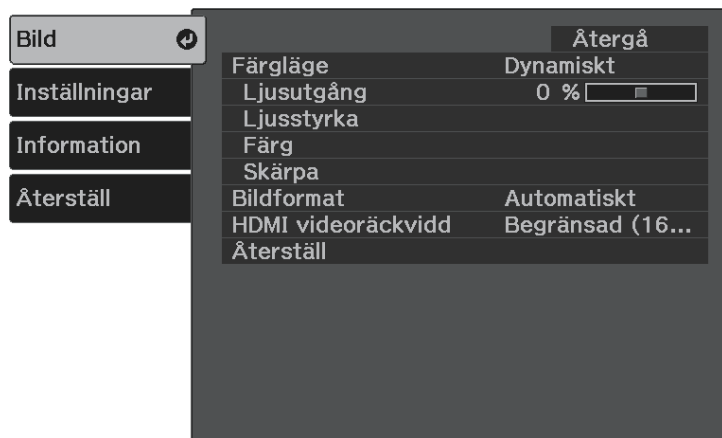 Bild
Inställningar
Information
Återställ
Återgå
Färgläge Dynamiskt
Ljusutgång 0 %
Ljusstyrka
Färg
Skärpa
Bildformat Automatiskt
HDMI videoräckvidd Begränsad (16...
Återställ